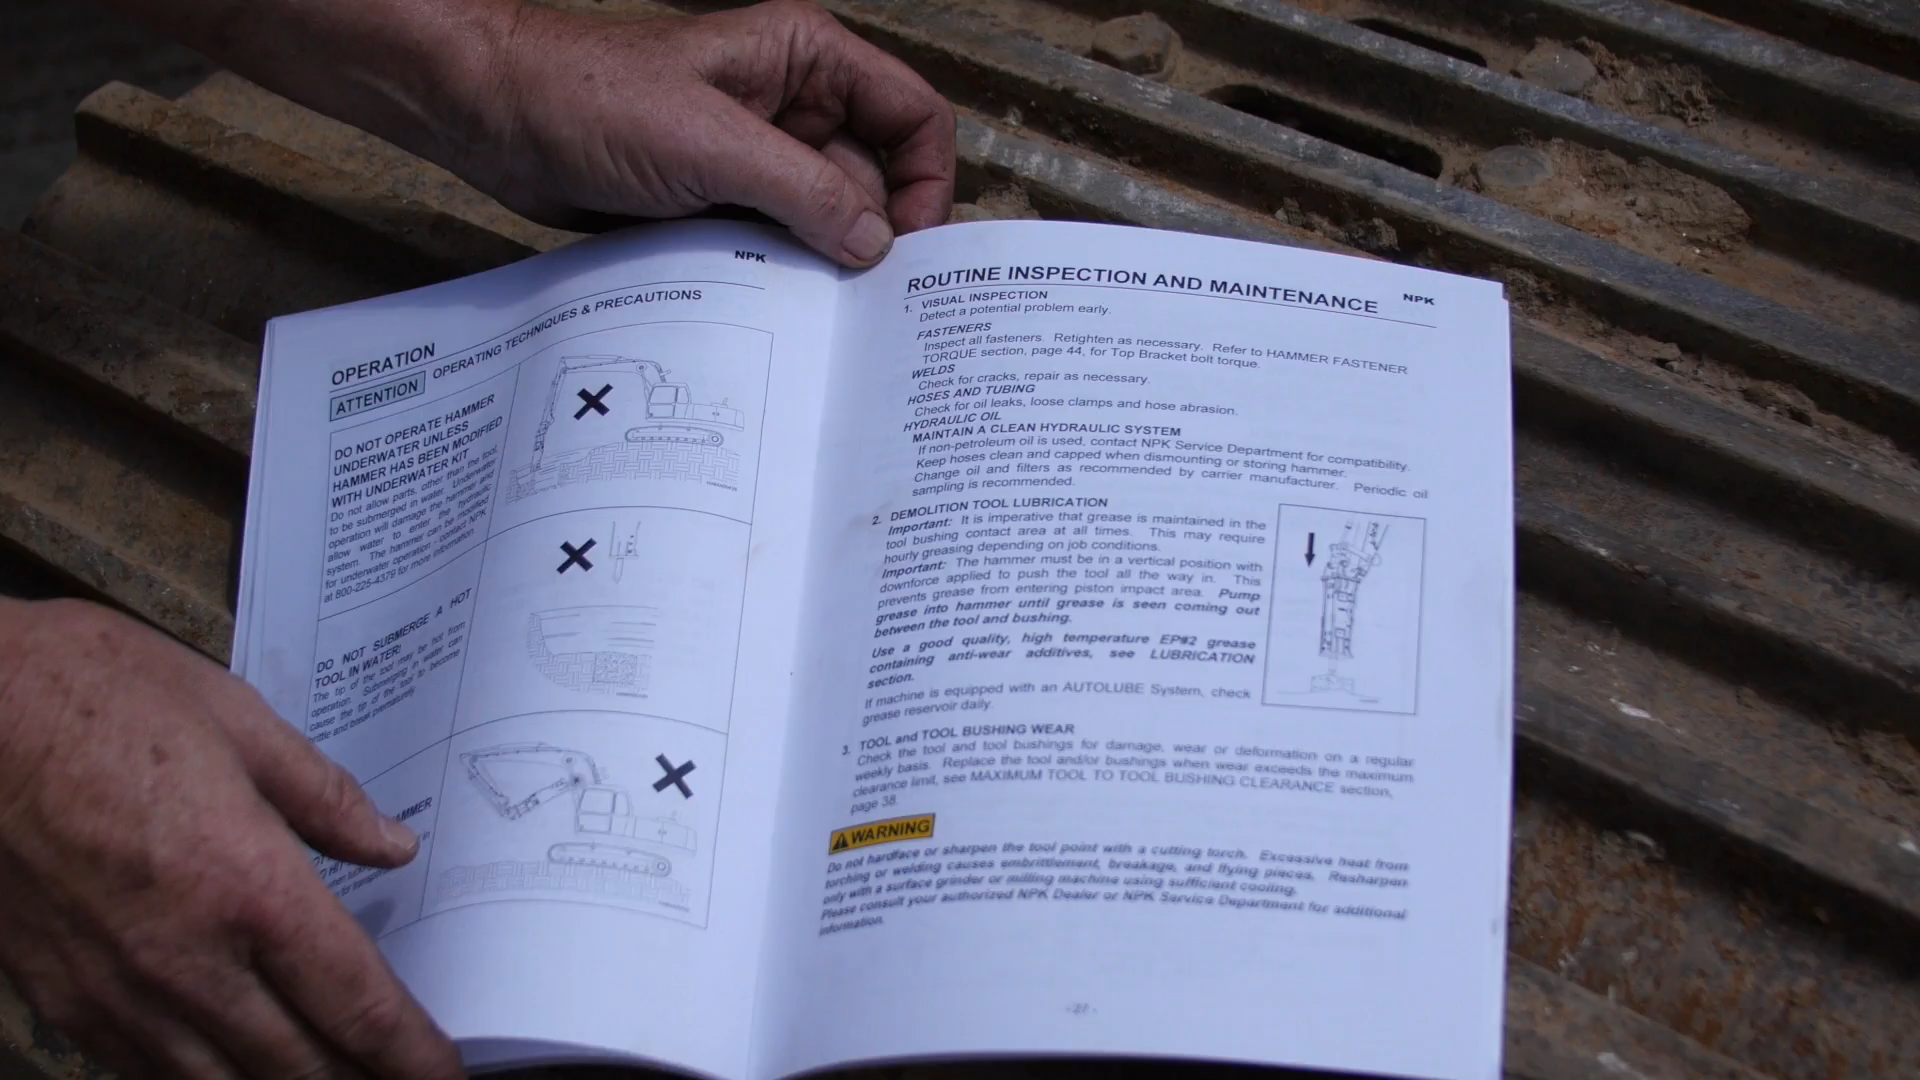 NPK
OPERATION
ATTENTION OPERATING TECHNIQUES & PRECAUTIONS
DO NOT OPERATE HAMMER
UNDERWATER UNLESS
HAMMER HAS BEEN MODIFIED
WITH UNDERWATER KIT
Do not allow parts, other than the tool,
to be submerged in water. Underwater
operation will damage the hammer and
allow water to enter the hydraulic
system. The hammer can be modified
for underwater operation - contact NPK
at 800-225-4379 for more information.
DO NOT SUBMERGE A HOT
TOOL IN WATER!
The tip of the tool may be hot from
operation. Submerging in water can
cause the tip of the tool to become
brittle and break prematurely.
HAMMER
in
ROUTINE INSPECTION AND MAINTENANCE NPK
1. VISUAL INSPECTION
Detect a potential problem early.
FASTENERS
Inspect all fasteners. Retighten as necessary. Refer to HAMMER FASTENER
TORQUE section, page 44, for Top Bracket bolt torque.
WELDS
Check for cracks, repair as necessary.
HOSES AND TUBING
Check for oil leaks, loose clamps and hose abrasion.
HYDRAULIC OIL
MAINTAIN A CLEAN HYDRAULIC SYSTEM
If non-petroleum oil is used, contact NPK Service Department for compatibility.
Keep hoses clean and capped when dismounting or storing hammer.
Change oil and filters as recommended by carrier manufacturer. Periodic oil
sampling is recommended.
2. DEMOLITION TOOL LUBRICATION
Important: It is imperative that grease is maintained in the
tool bushing contact area at all times. This may require
hourly greasing depending on job conditions.
Important: The hammer must be in a vertical position with
downforce applied to push the tool all the way in. This
prevents grease from entering piston impact area. Pump
grease into hammer until grease is seen coming out
between the tool and bushing.
Use a good quality, high temperature EP#2 grease
containing anti-wear additives, see LUBRICATION
section.
If machine is equipped with an AUTOLUBE System, check
grease reservoir daily.
3. TOOL and TOOL BUSHING WEAR
Check the tool and tool bushings for damage, wear or deformation on a regular
weekly basis. Replace the tool and/or bushings when wear exceeds the maximum
clearance limit, see MAXIMUM TOOL TO TOOL BUSHING CLEARANCE section,
page 38.
WARNING
Do not hardface or sharpen the tool point with a cutting torch. Excessive heat from
torching or welding causes embrittlement, breakage, and flying pieces. Resharpen
only with a surface grinder or milling machine using sufficient cooling.
Please consult your authorized NPK Dealer or NPK Service Department for additional
information.
- 27 -